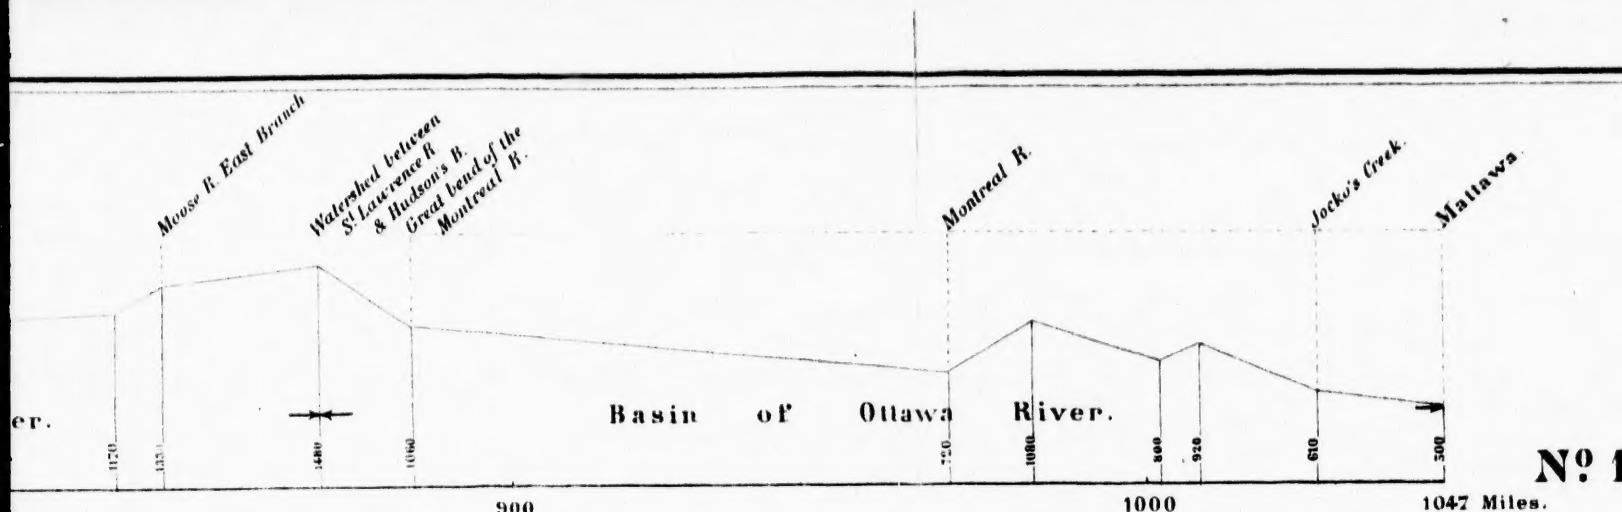 Moose R. East Branch
Watershed between
St. Lawrence R.
& Hudson's B.
Great bend of the
Montreal R.
Montreal R.
Jocko's Creek.
Mattawa.
er.
Basin of Ottawa River.
1170
1480
1060
1080
800
920
610
500
No. 1
900
1000
1047 Miles.